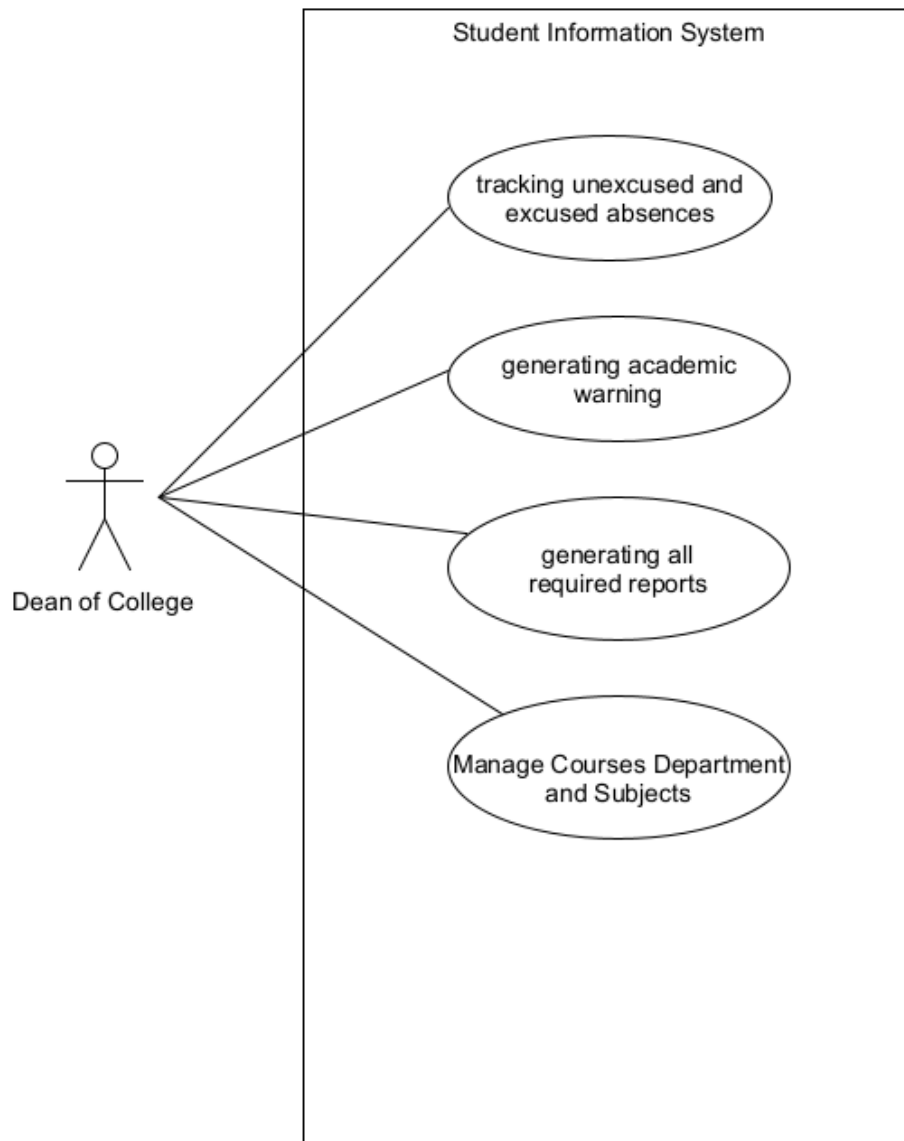 Student Information System
tracking unexcused and
excused absences
generating academic
warning
generating all
required reports
Dean of College
Manage Courses Department
and Subjects